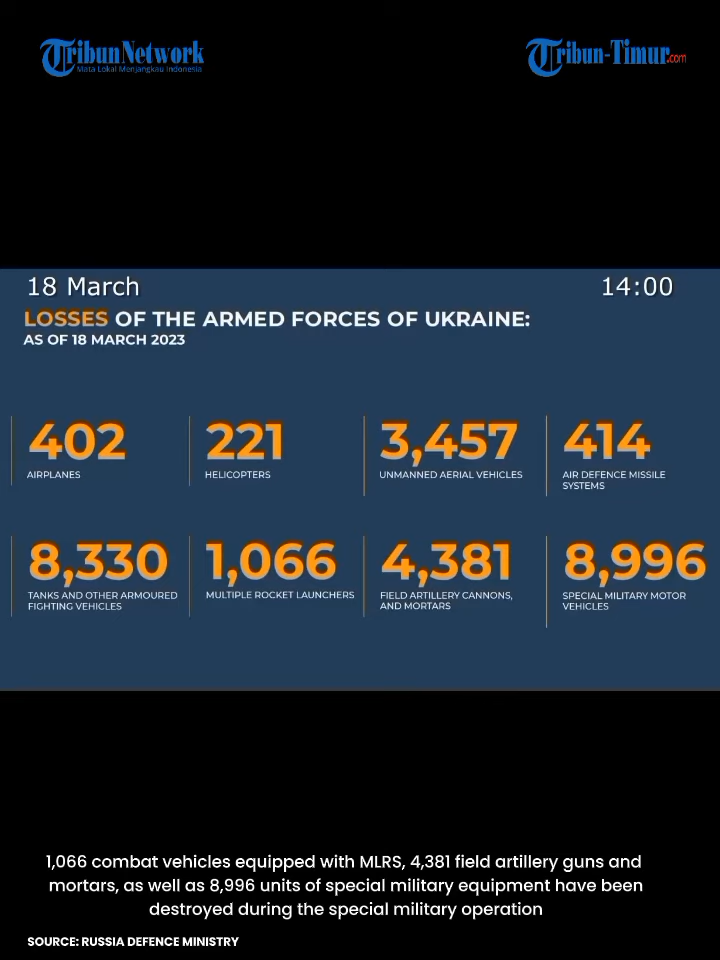 TribunNetwork
Mata Lokal Menjangkau Indonesia
Tribun-Timur.com
18 March
14:00
LOSSES OF THE ARMED FORCES OF UKRAINE:
AS OF 18 MARCH 2023
402
AIRPLANES
221
HELICOPTERS
3,457
UNMANNED AERIAL VEHICLES
414
AIR DEFENCE MISSILE
SYSTEMS
8,330
TANKS AND OTHER ARMOURED
FIGHTING VEHICLES
1,066
MULTIPLE ROCKET LAUNCHERS
4,381
FIELD ARTILLERY CANNONS,
AND MORTARS
8,996
SPECIAL MILITARY MOTOR
VEHICLES
1,066 combat vehicles equipped with MLRS, 4,381 field artillery guns and
mortars, as well as 8,996 units of special military equipment have been
destroyed during the special military operation
SOURCE: RUSSIA DEFENCE MINISTRY